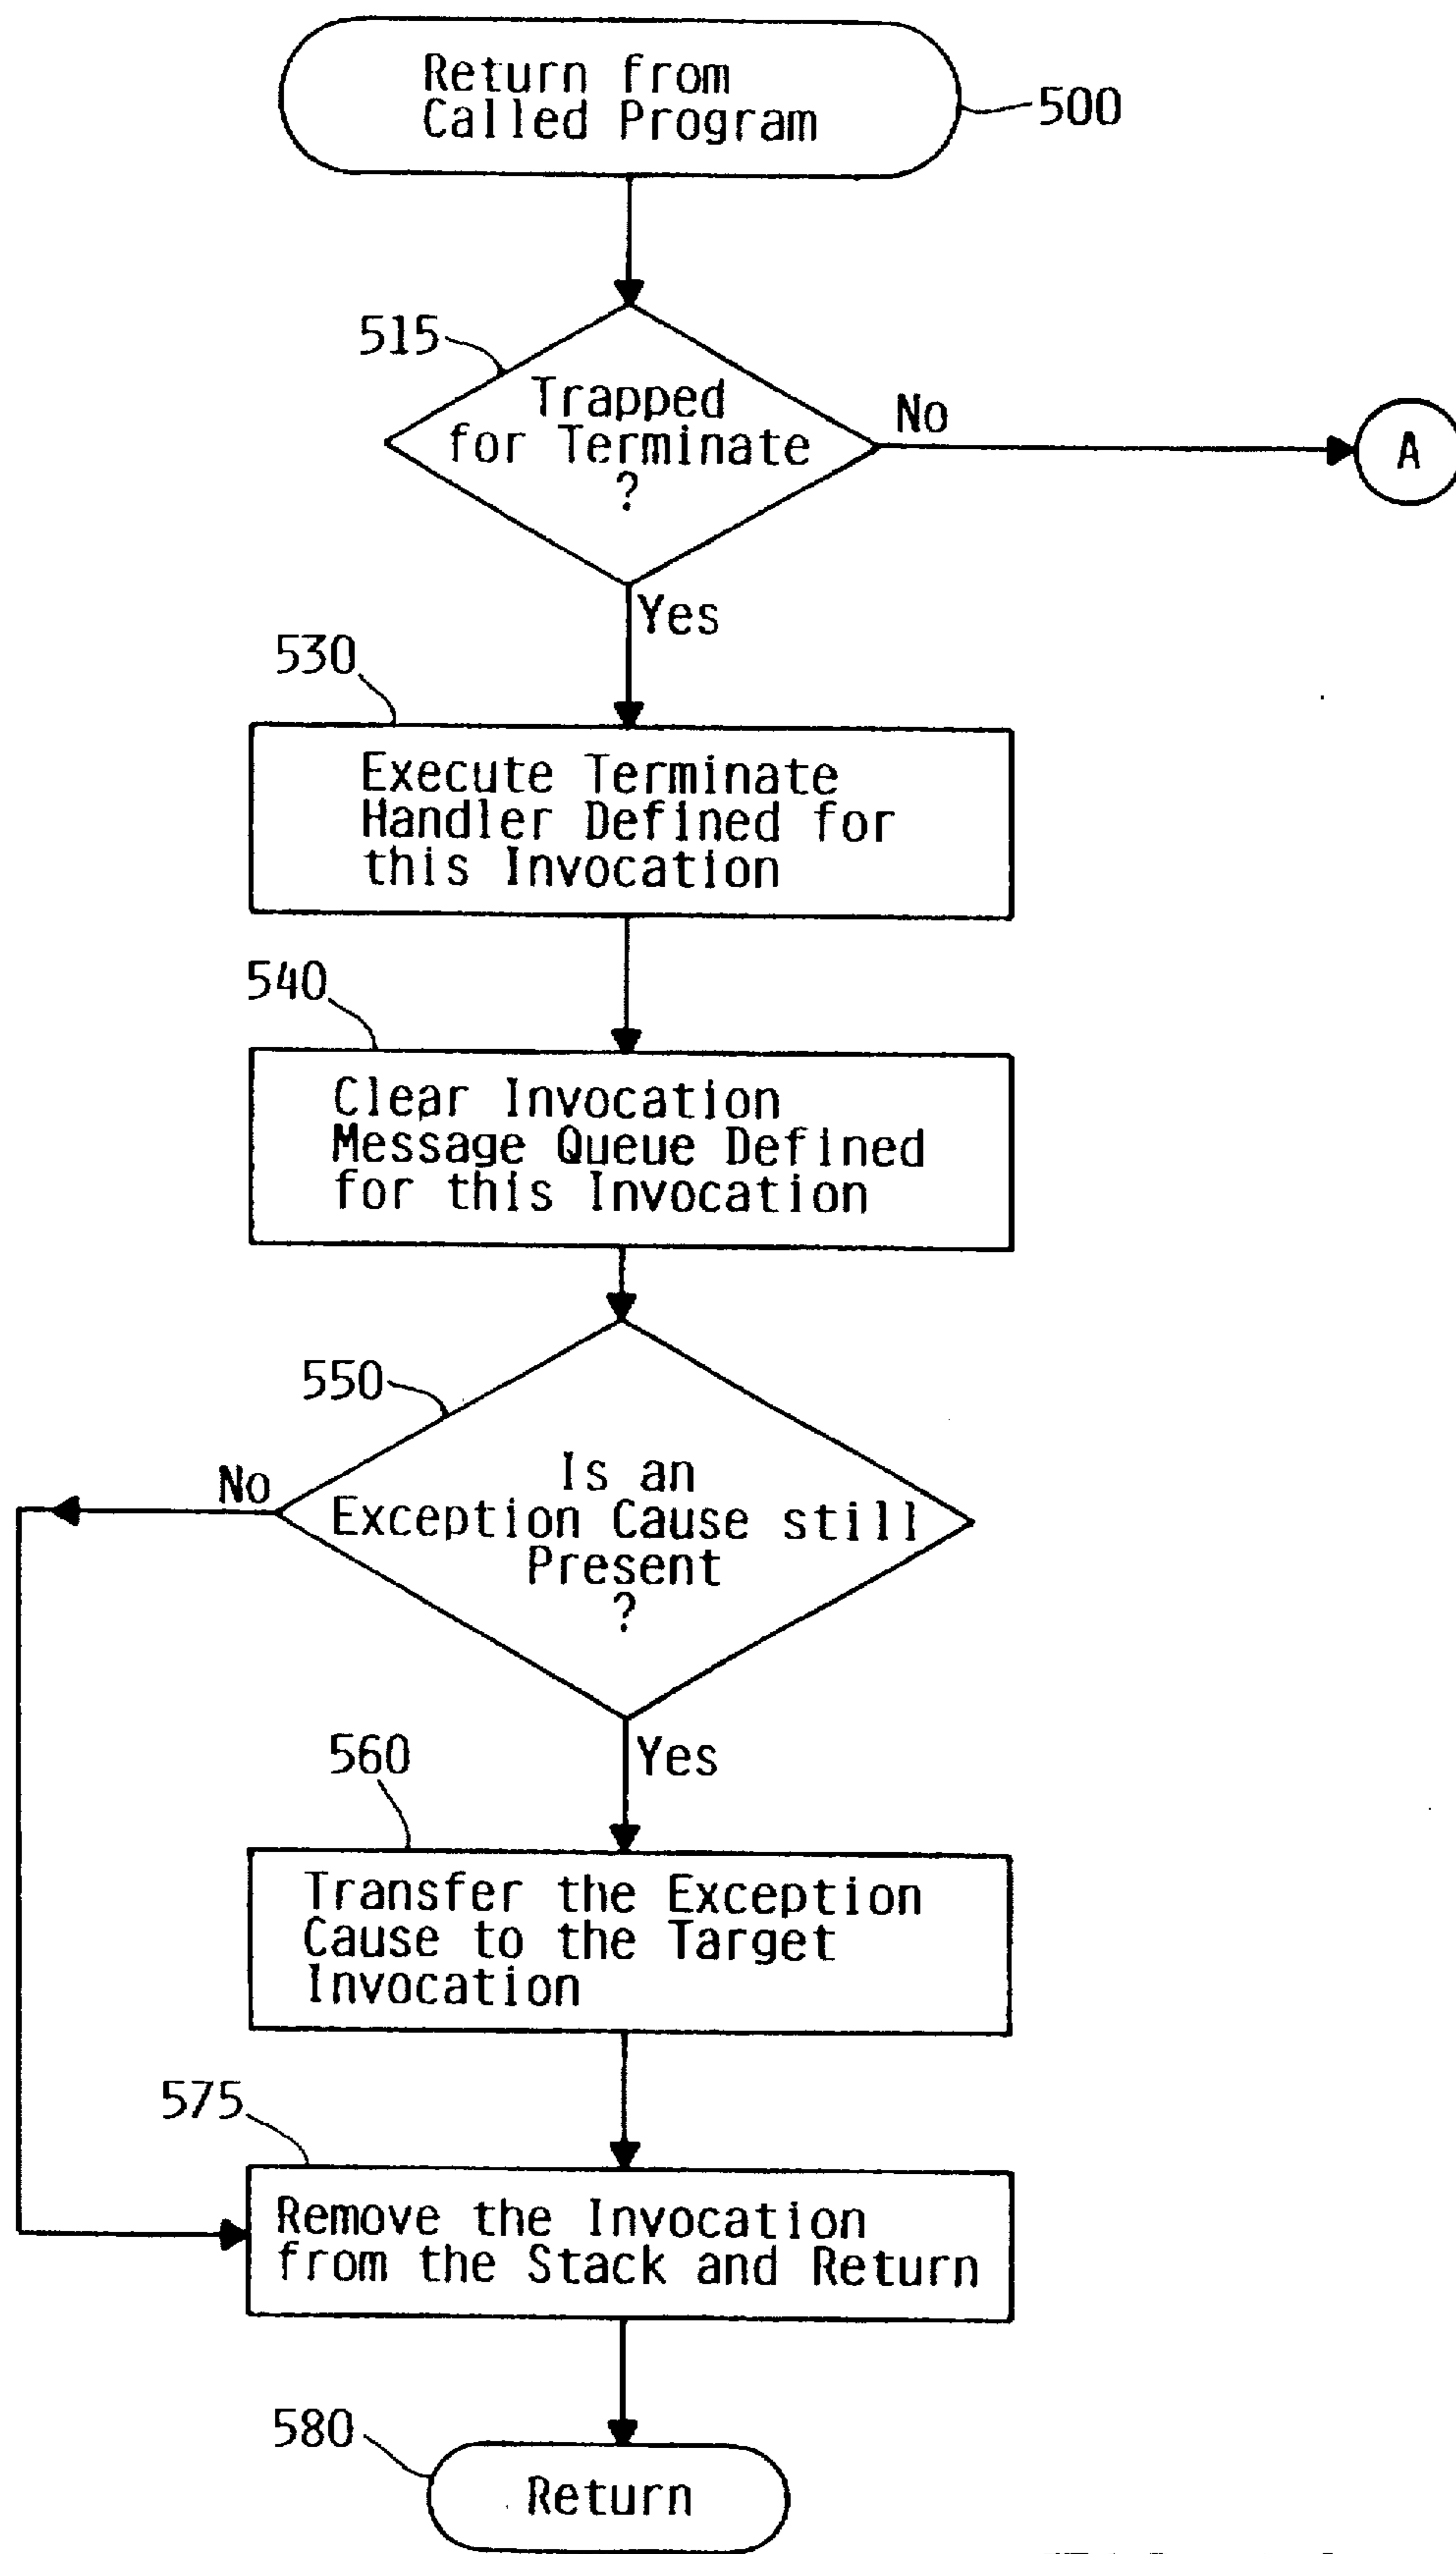 Return from
Called Program
500
515
Trapped
for Terminate
?
No
A
Yes
530
Execute Terminate
Handler Defined for
this Invocation
540
Clear Invocation
Message Queue Defined
for this Invocation
550
Is an
Exception Cause still
Present
?
No
Yes
560
Transfer the Exception
Cause to the Target
Invocation
575
Remove the Invocation
from the Stack and Return
580
Return